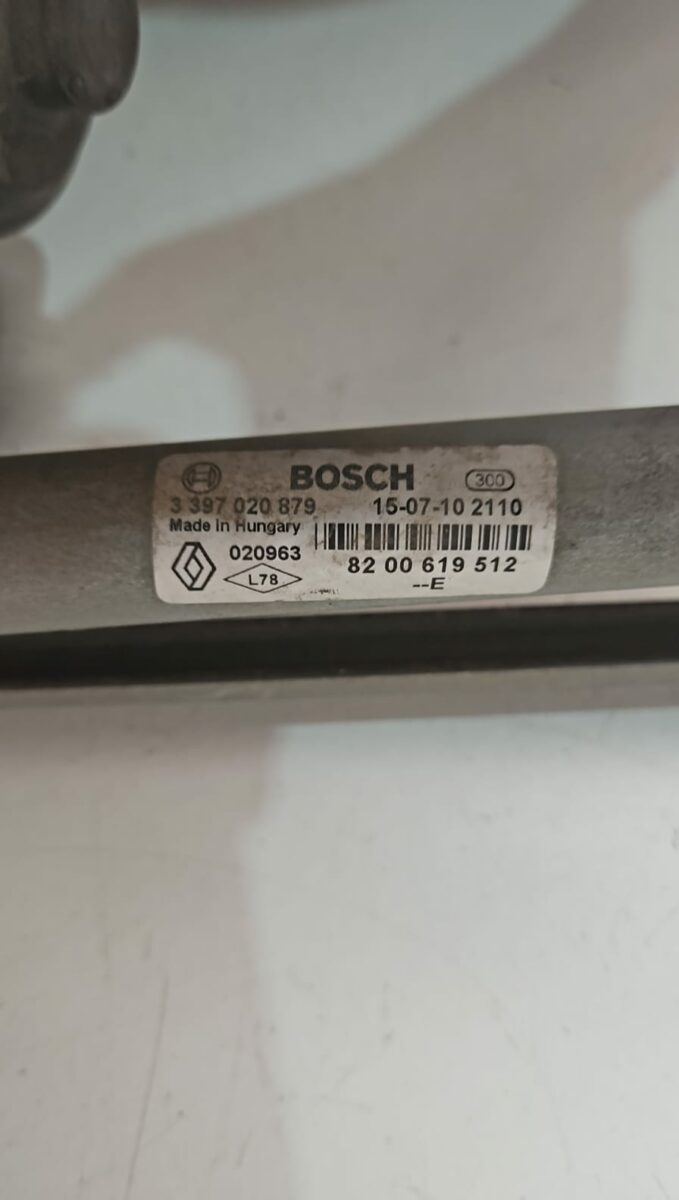 BOSCH 300
3 397 020 879 15-07-10 2110
Made in Hungary
020963
L78
82 00 619 512
--E